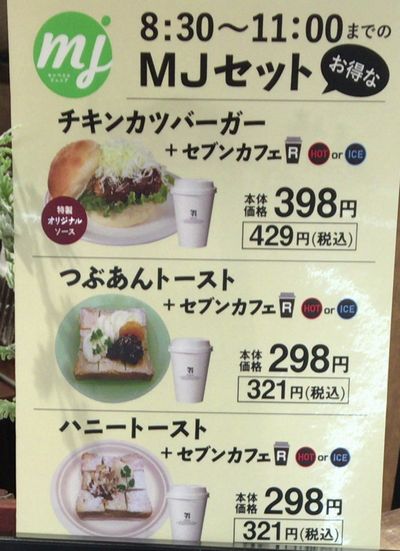 mj
8:30〜11:00までの
MJセット
お得な
チキンカツバーガー
+セブンカフェ R HOT or ICE
特製
オリジナル
ソース
本体価格 398円
429円(税込)
つぶあんトースト
+セブンカフェ R HOT or ICE
本体価格 298円
321円(税込)
ハニートースト
+セブンカフェ R HOT or ICE
本体価格 298円
321円(税込)